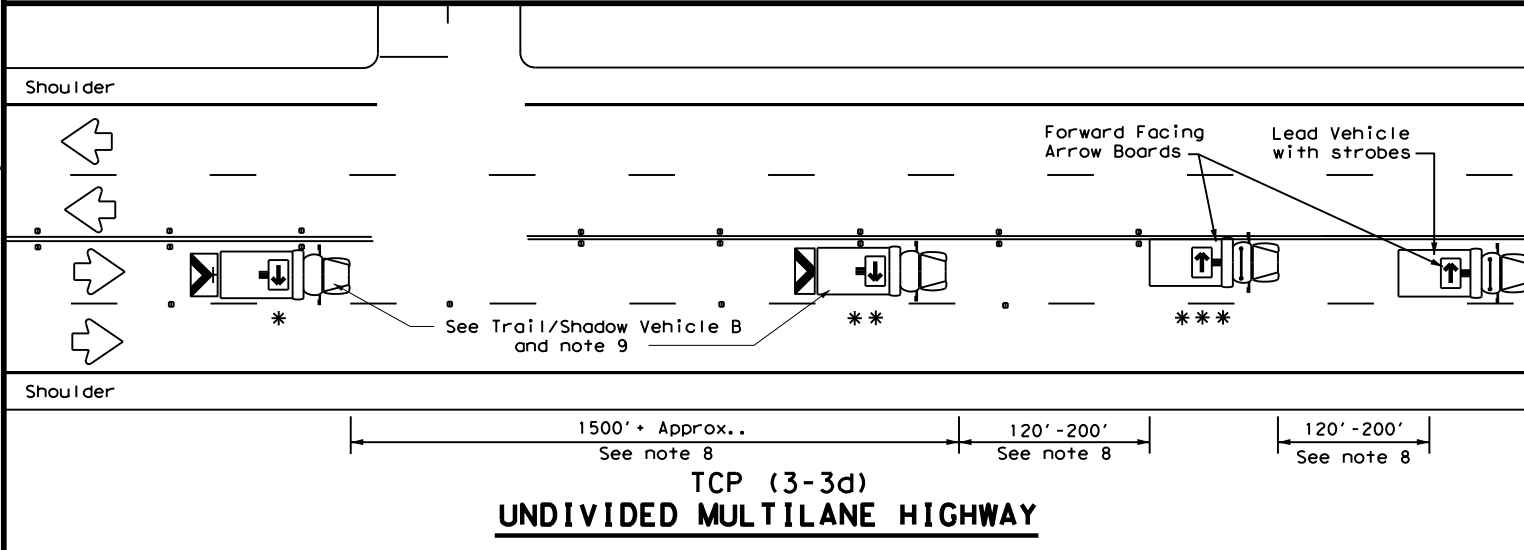 Shoulder
Forward Facing
Arrow Boards
Lead Vehicle
with strobes
*
**
***
See Trail/Shadow Vehicle B
and note 9
Shoulder
1500'+ Approx..
See note 8
120'-200'
See note 8
120'-200'
See note 8
TCP (3-3d)
UNDIVIDED MULTILANE HIGHWAY